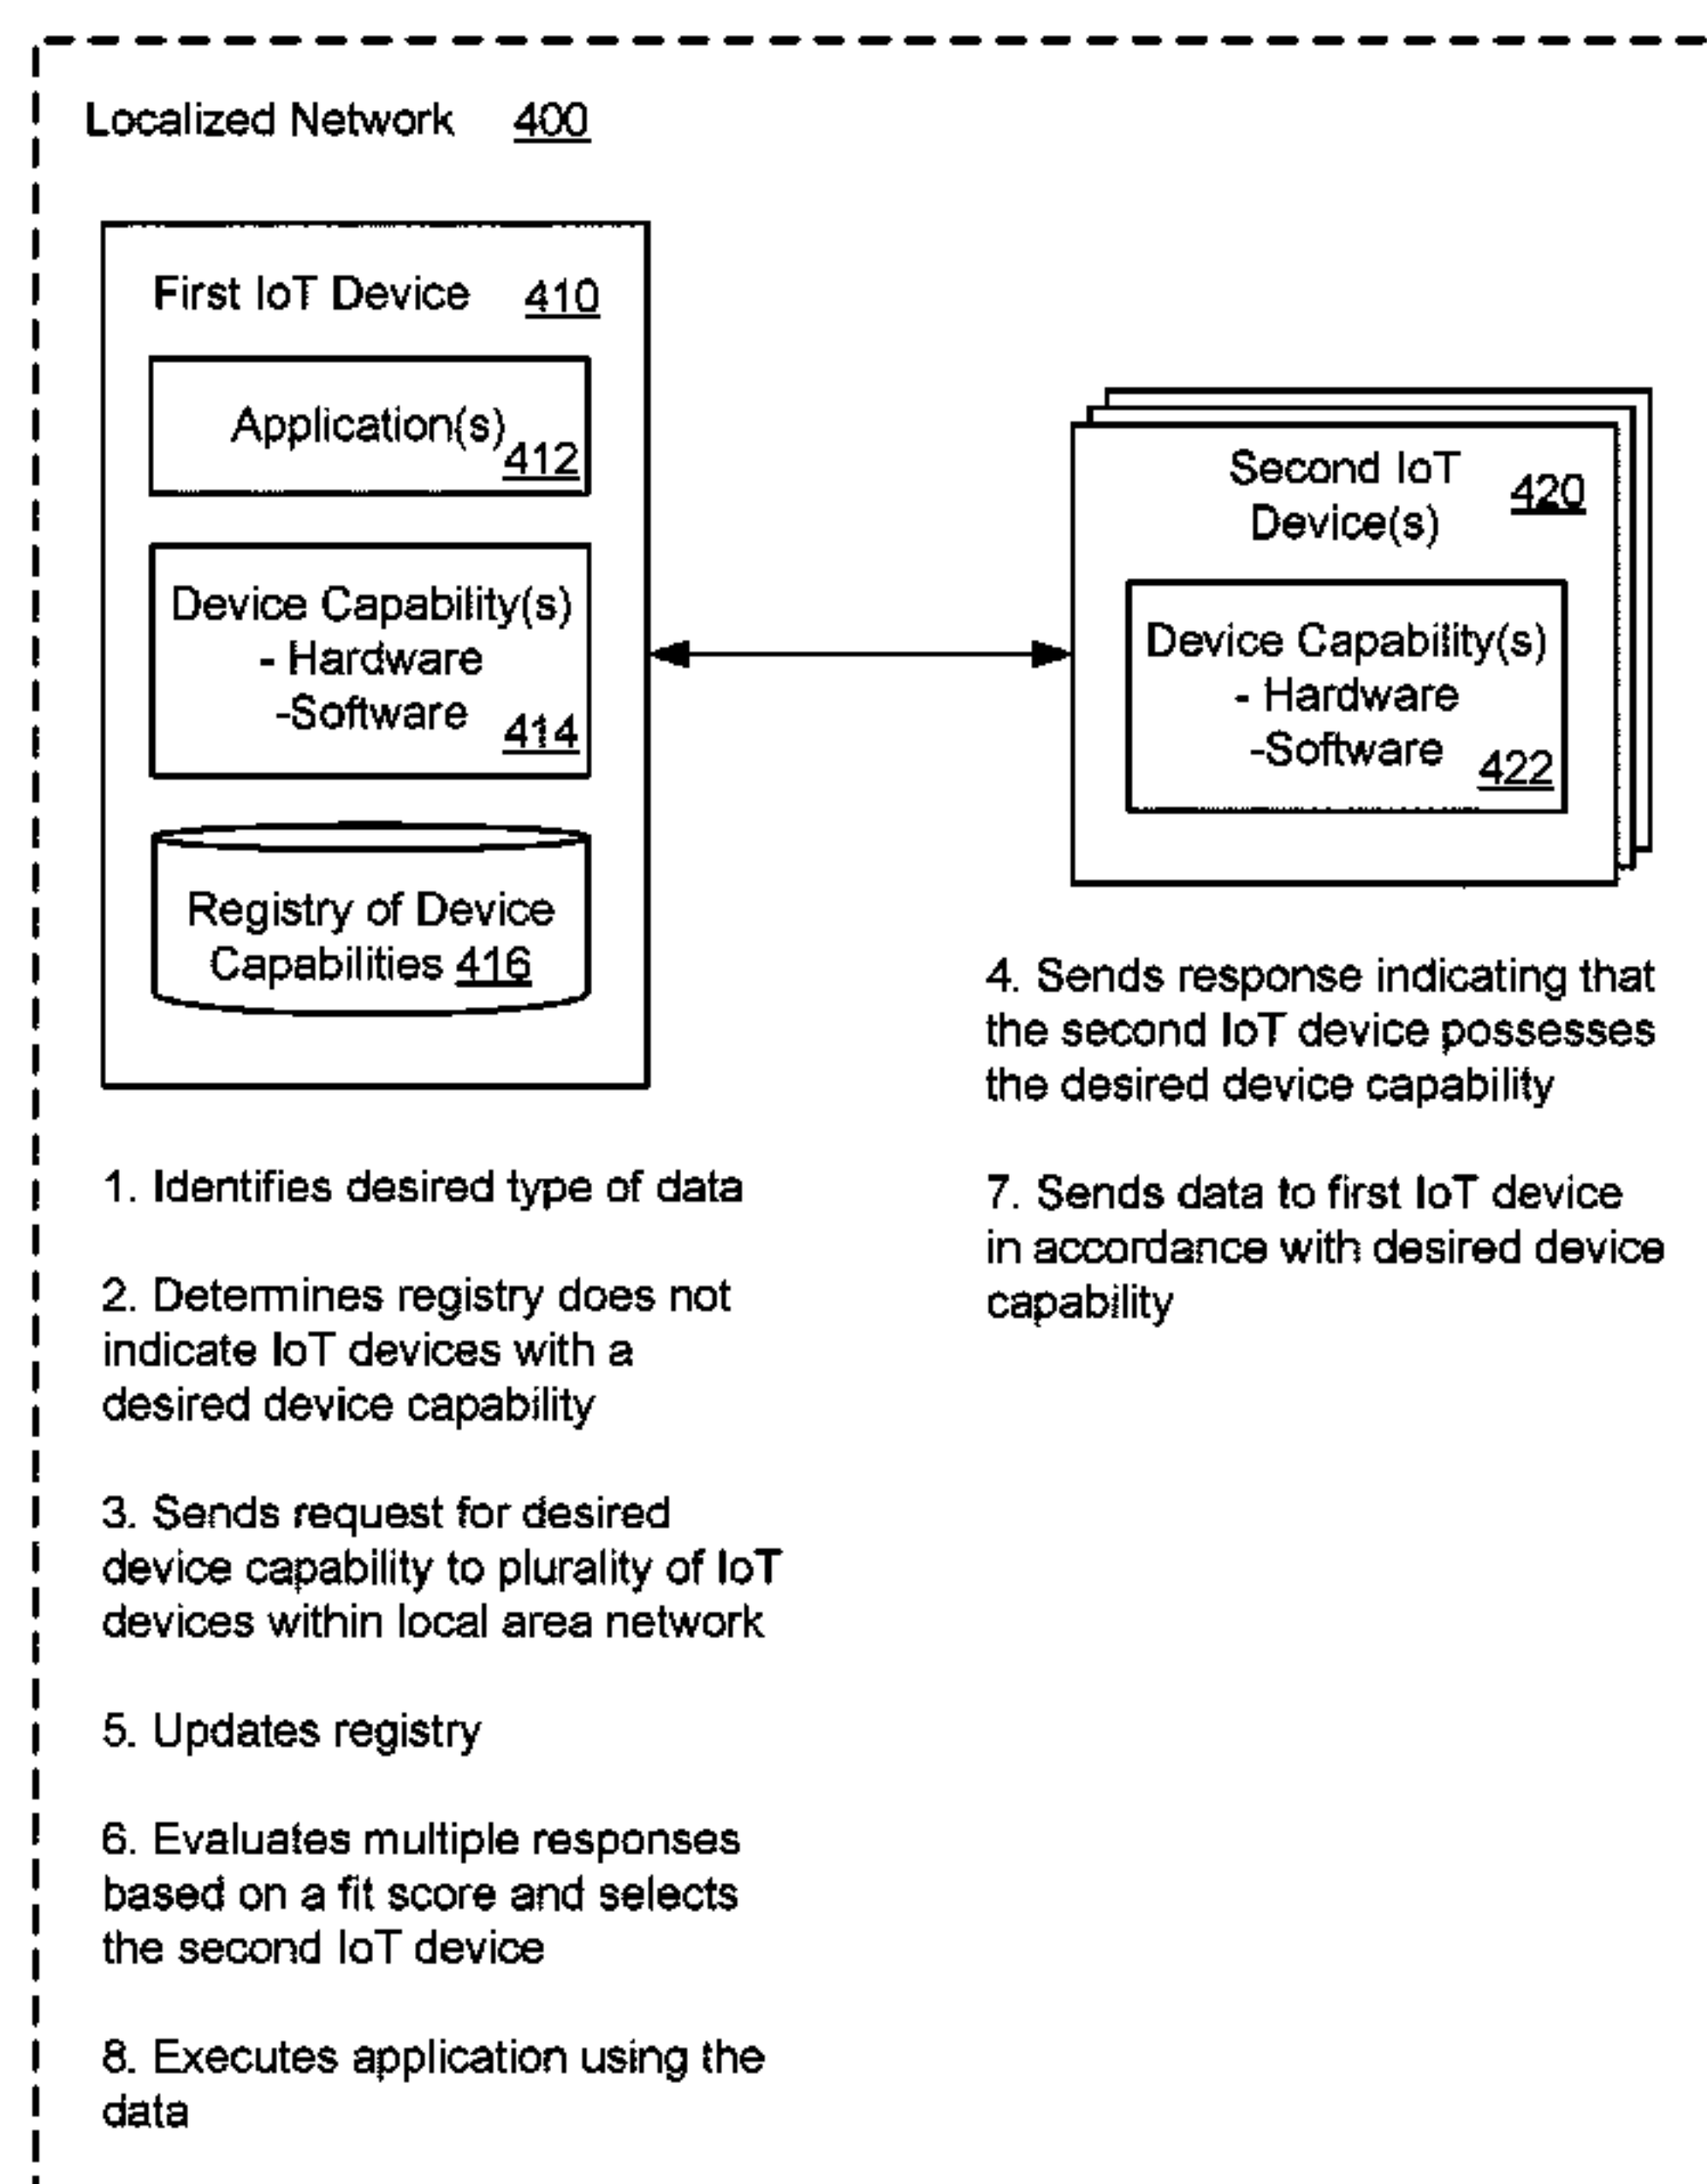 Localized Network 400
First IoT Device 410
Application(s)
412
Device Capability(s)
- Hardware
-Software 414
Registry of Device
Capabilities 416
Second IoT
Device(s) 420
Device Capability(s)
- Hardware
-Software 422
1. Identifies desired type of data
2. Determines registry does not
indicate IoT devices with a
desired device capability
3. Sends request for desired
device capability to plurality of IoT
devices within local area network
5. Updates registry
6. Evaluates multiple responses
based on a fit score and selects
the second IoT device
8. Executes application using the
data
4. Sends response indicating that
the second IoT device possesses
the desired device capability
7. Sends data to first IoT device
in accordance with desired device
capability